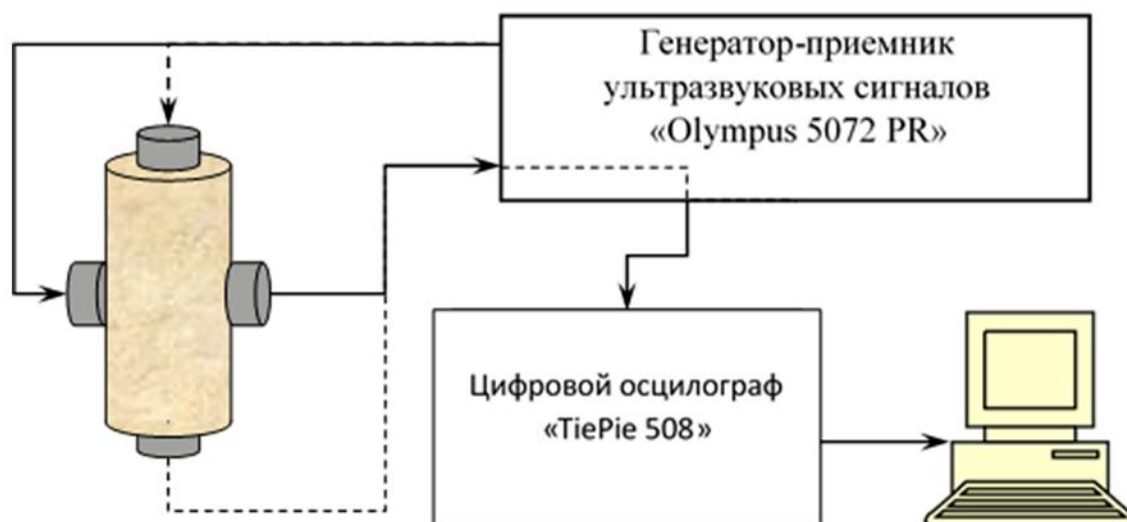 Генератор-приемник
ультразвуковых сигналов
«Olympus 5072 PR»
Цифровой осцилограф
«TiePie 508»